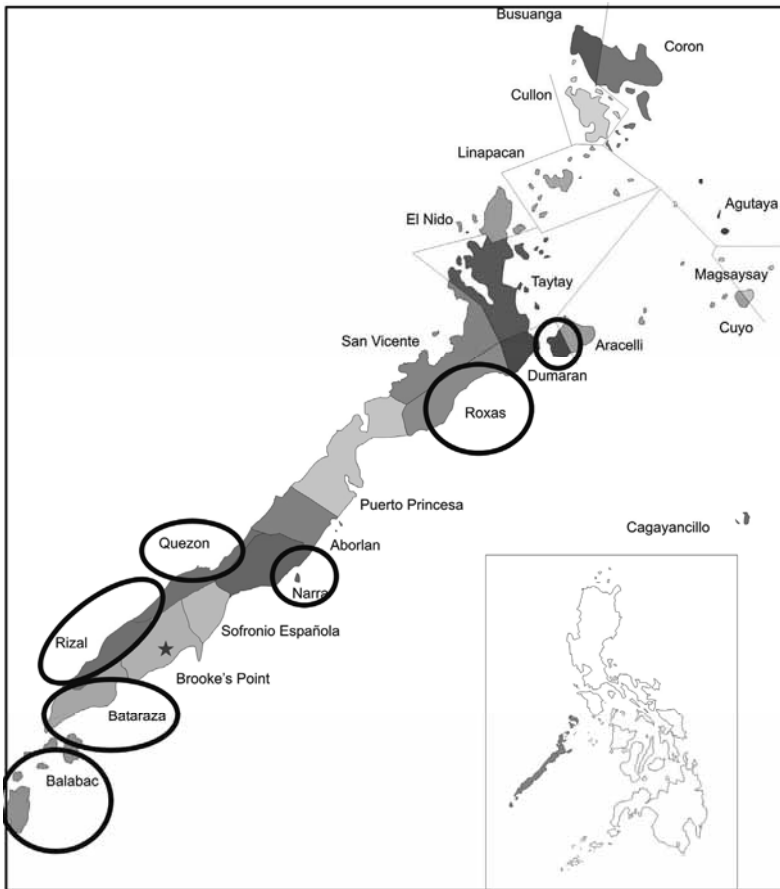 Busuanga
Coron
Cullon
Linapacan
Agutaya
El Nido
Magsaysay
Taytay
Cuyo
San Vicente
Aracelli
Dumaran
Roxas
Puerto Princesa
Cagayancillo
Quezon
Aborlan
Narra
Sofronio Española
Rizal
Brooke's Point
Bataraza
Balabac